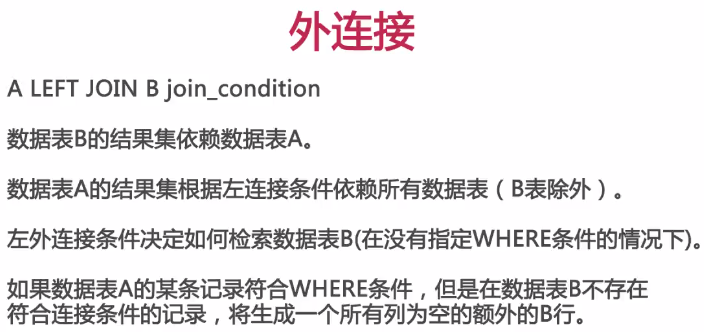 外连接
A LEFT JOIN B join_condition
数据表B的结果集依赖数据表A。
数据表A的结果集根据左连接条件依赖所有数据表（B表除外）。
左外连接条件决定如何检索数据表B(在没有指定WHERE条件的情况下)。
如果数据表A的某条记录符合WHERE条件，但是在数据表B不存在
符合连接条件的记录，将生成一个所有列为空的额外的B行。